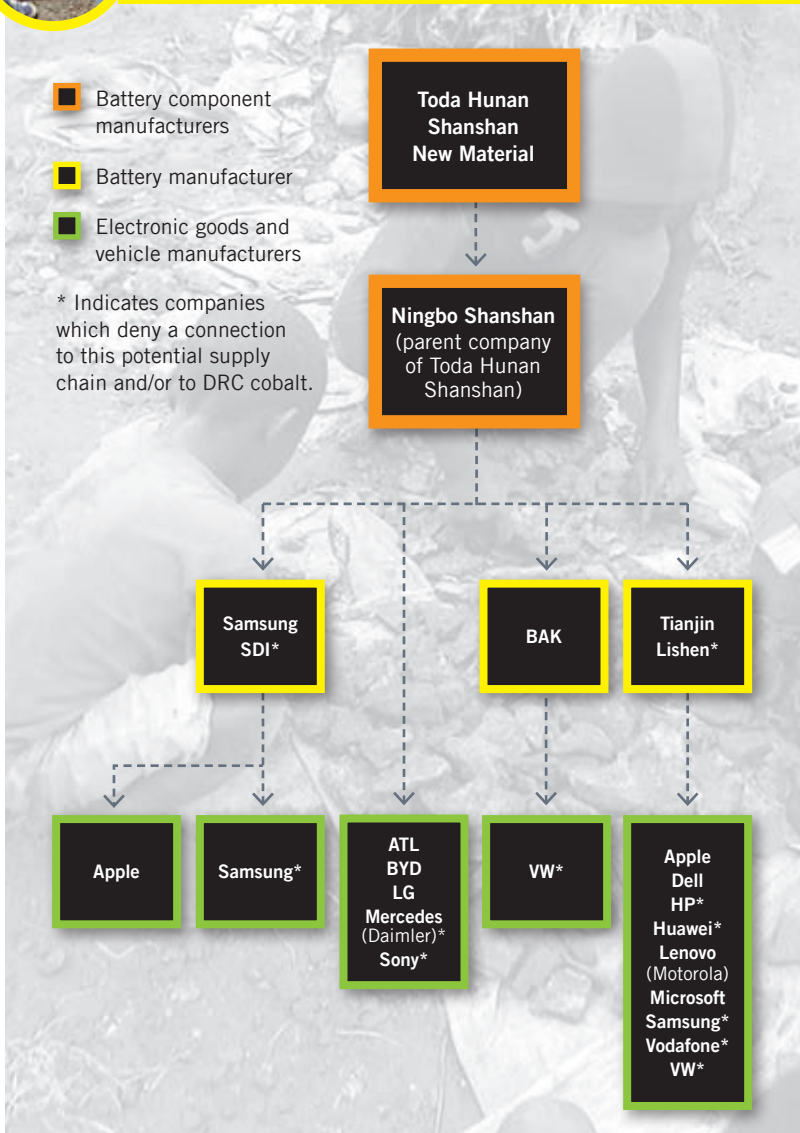 Battery component
manufacturers
Battery manufacturer
Electronic goods and
vehicle manufacturers
* Indicates companies
which deny a connection
to this potential supply
chain and/or to DRC cobalt.
Toda Hunan
Shanshan
New Material
Ningbo Shanshan
(parent company
of Toda Hunan
Shanshan)
Samsung
SDI*
BAK
Tianjin
Lishen*
Apple
Samsung*
ATL
BYD
LG
Mercedes
(Daimler)*
Sony*
VW*
Apple
Dell
HP*
Huawei*
Lenovo
(Motorola)
Microsoft
Samsung*
Vodafone*
VW*